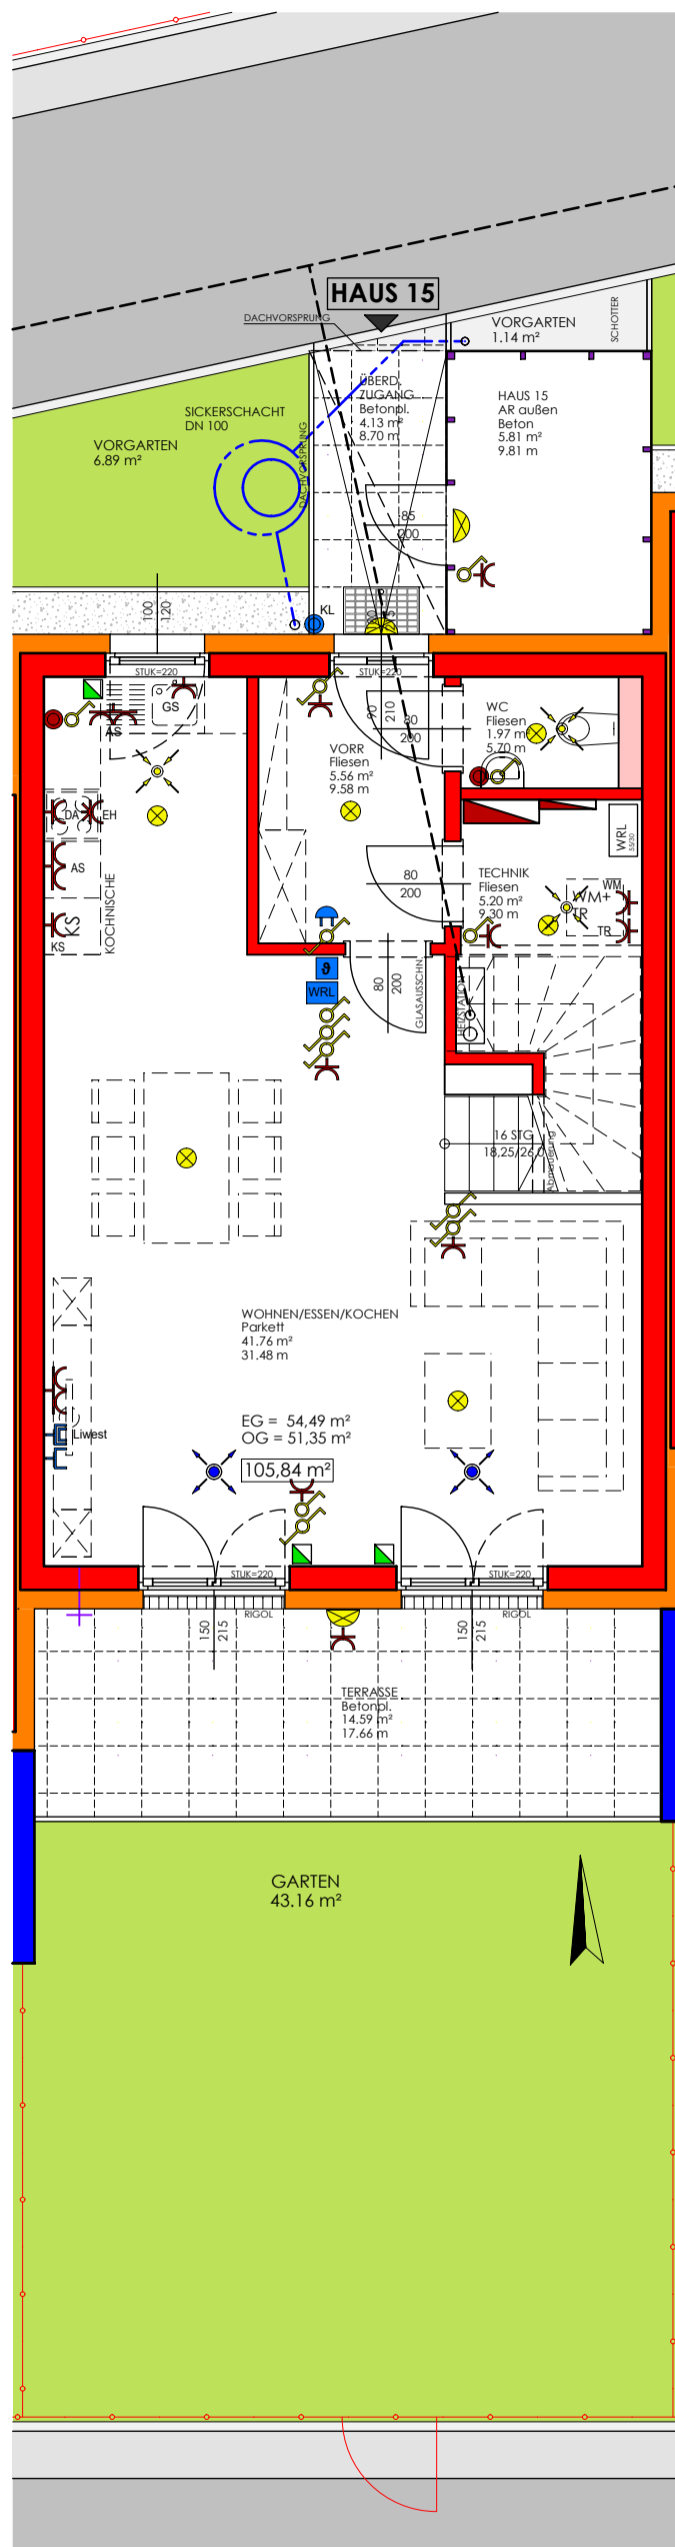 HAUS 15
DACHVORSPRUNG
VORGARTEN
1.14 m²
SCHOTTER
ÜBERD.
ZUGANG
Betonpl.
4.13 m²
8.70 m
HAUS 15
AR außen
Beton
5.81 m²
9.81 m
SICKERSCHACHT
DN 100
VORGARTEN
6.89 m²
DACHVORSPRUNG
85
200
100
120
KL
STUK=220
STUK=220
GS
AS
90
210
80
200
WC
Fliesen
1.97 m²
5.70 m
VORR
Fliesen
5.56 m²
9.58 m
DA
EH
AS
KS
KS
KOCHNISCHE
WRL
55/30
80
200
TECHNIK
Fliesen
5.20 m²
9.30 m
WM
WM+
TR
TR
ϑ
WRL
80
200
GLASAUSSCHN.
HEIZSTATION
16 STG
18,25/26,0
Abmauerung
WOHNEN/ESSEN/KOCHEN
Parkett
41.76 m²
31.48 m
EG = 54,49 m²
OG = 51,35 m²
105,84 m²
Liwest
STUK=220
STUK=220
RIGOL
RIGOL
150
215
150
215
TERRASSE
Betonpl.
14.59 m²
17.66 m
GARTEN
43.16 m²